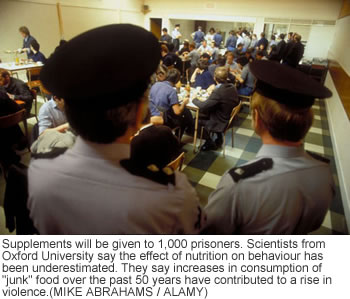 Supplements will be given to 1,000 prisoners. Scientists from
Oxford University say the effect of nutrition on behaviour has
been underestimated. They say increases in consumption of
"junk" food over the past 50 years have contributed to a rise in
violence.(MIKE ABRAHAMS / ALAMY)